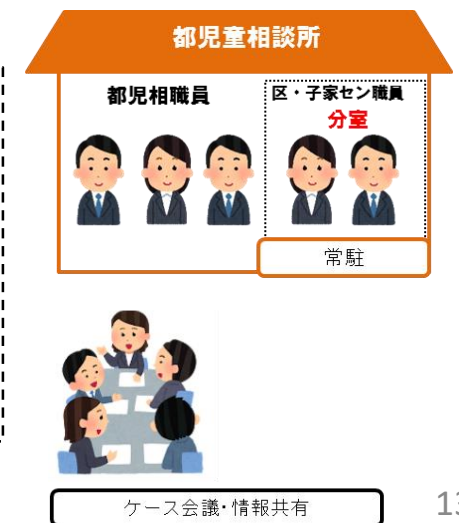 都児童相談所
都児相職員
区・子家セン職員
分室
常駐
ケース会議・情報共有
13